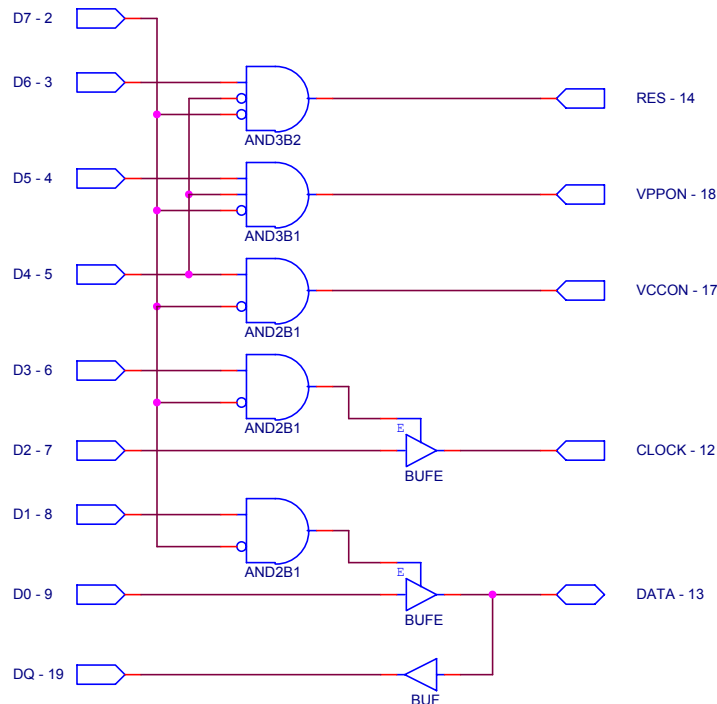 D7 - 2
D6 - 3
RES - 14
AND3B2
D5 - 4
VPPON - 18
AND3B1
D4 - 5
VCCON - 17
AND2B1
D3 - 6
AND2B1
E
D2 - 7
CLOCK - 12
BUFE
D1 - 8
AND2B1
E
D0 - 9
DATA - 13
BUFE
DQ - 19
BUF